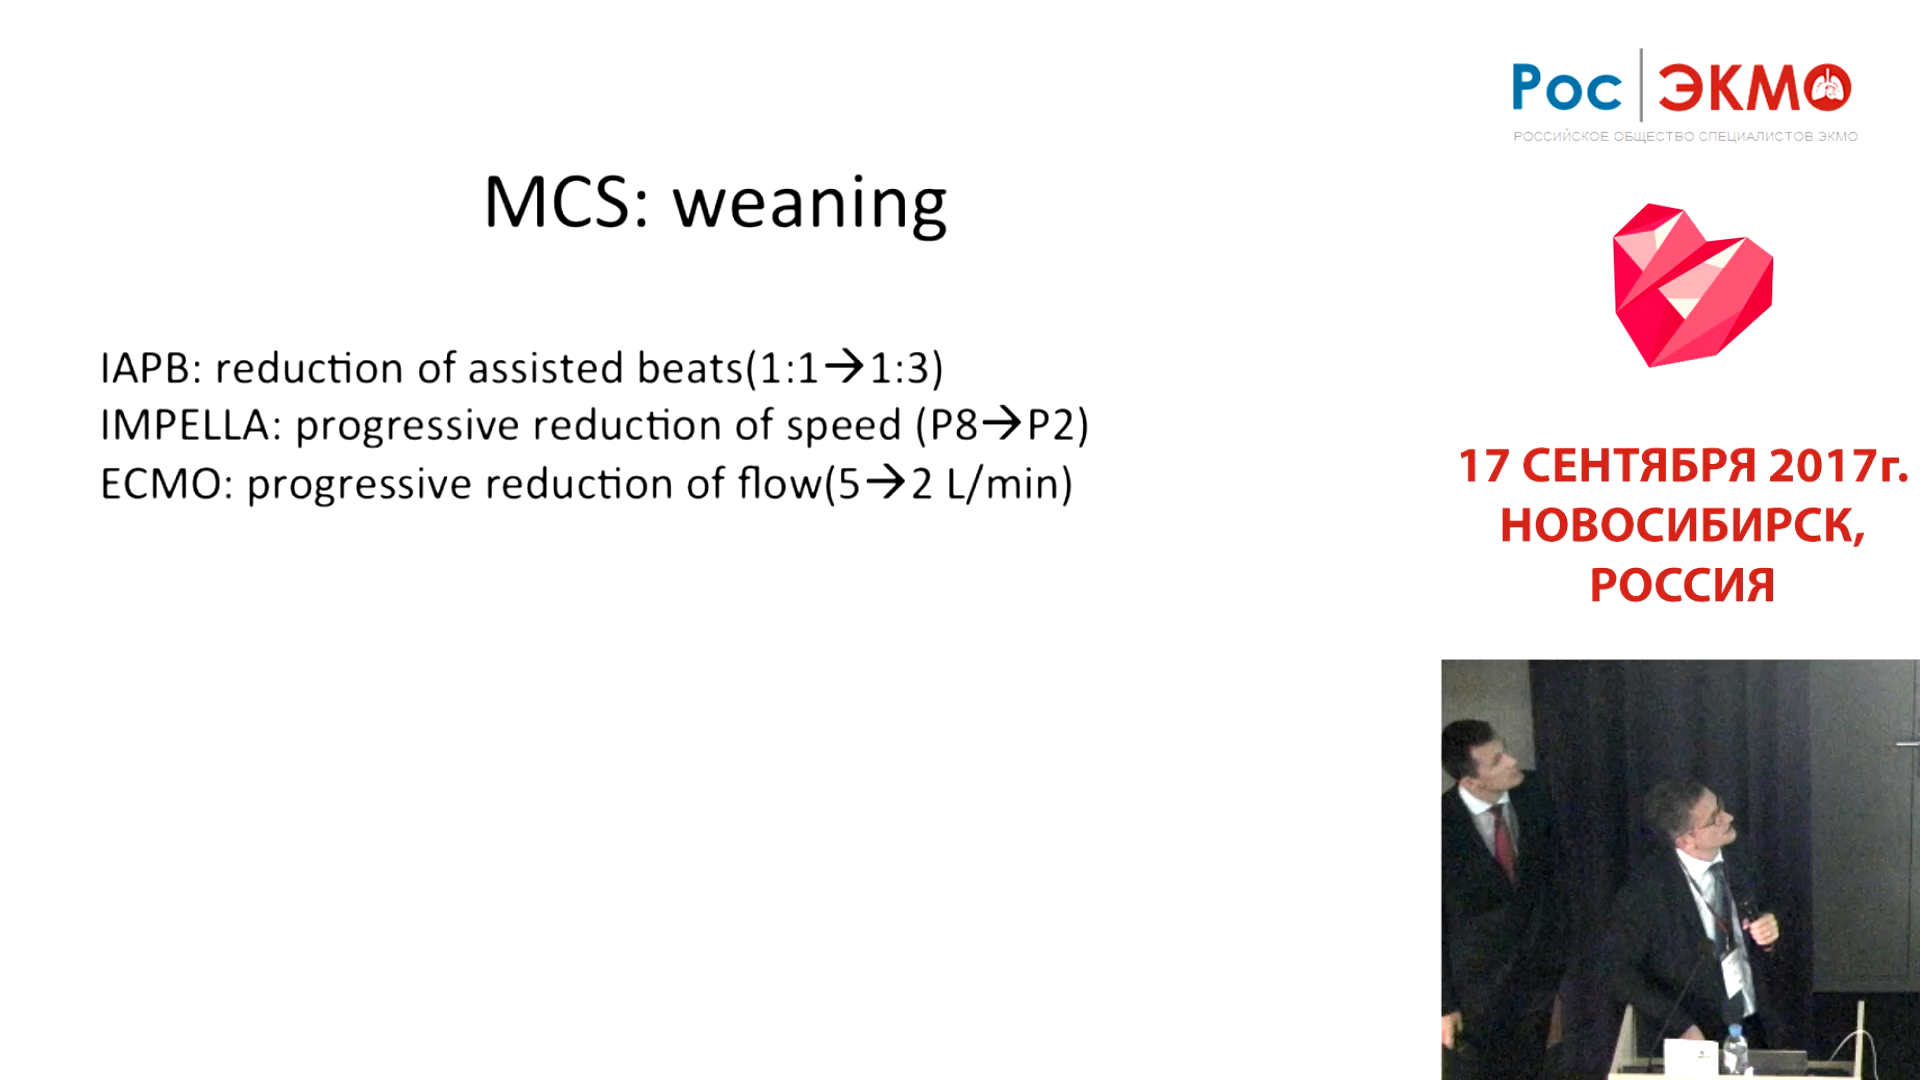 Рос ЭКМО
РОССИЙСКОЕ ОБЩЕСТВО СПЕЦИАЛИСТОВ ЭКМО
MCS: weaning
IAPB: reduction of assisted beats(1:1→1:3)
IMPELLA: progressive reduction of speed (P8→P2)
ECMO: progressive reduction of flow(5→2 L/min)
17 СЕНТЯБРЯ 2017г.
НОВОСИБИРСК,
РОССИЯ